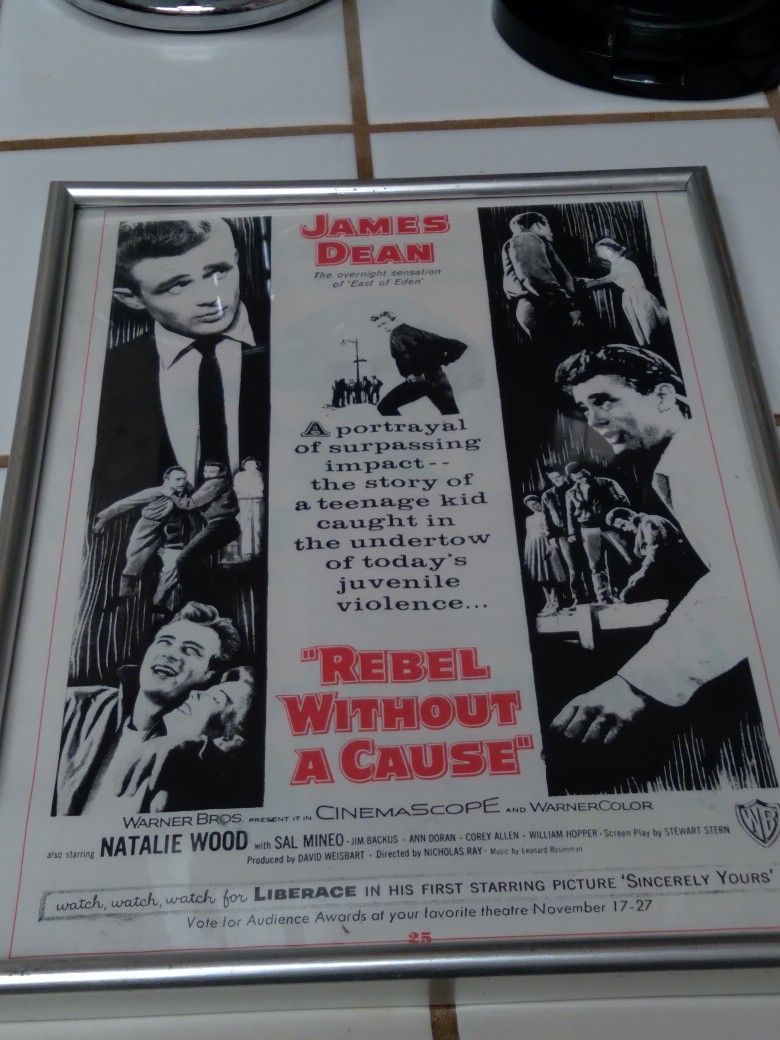 JAMES
DEAN
The overnight sensation
of 'East of Eden'
A portrayal
of surpassing
impact--
the story of
a teenage kid
caught in
the undertow
of today's
juvenile
violence...
"REBEL
WITHOUT
A CAUSE"
WARNER BROS. PRESENT IT IN CINEMASCOPE AND WARNERCOLOR
also starring NATALIE WOOD with SAL MINEO · JIM BACKUS · ANN DORAN · COREY ALLEN · WILLIAM HOPPER · Screen Play by STEWART STERN
Produced by DAVID WEISBART · Directed by NICHOLAS RAY · Music by Leonard Rosenman
WB
watch, watch, watch for LIBERACE IN HIS FIRST STARRING PICTURE 'SINCERELY YOURS'
Vote for Audience Awards at your favorite theatre November 17-27
25